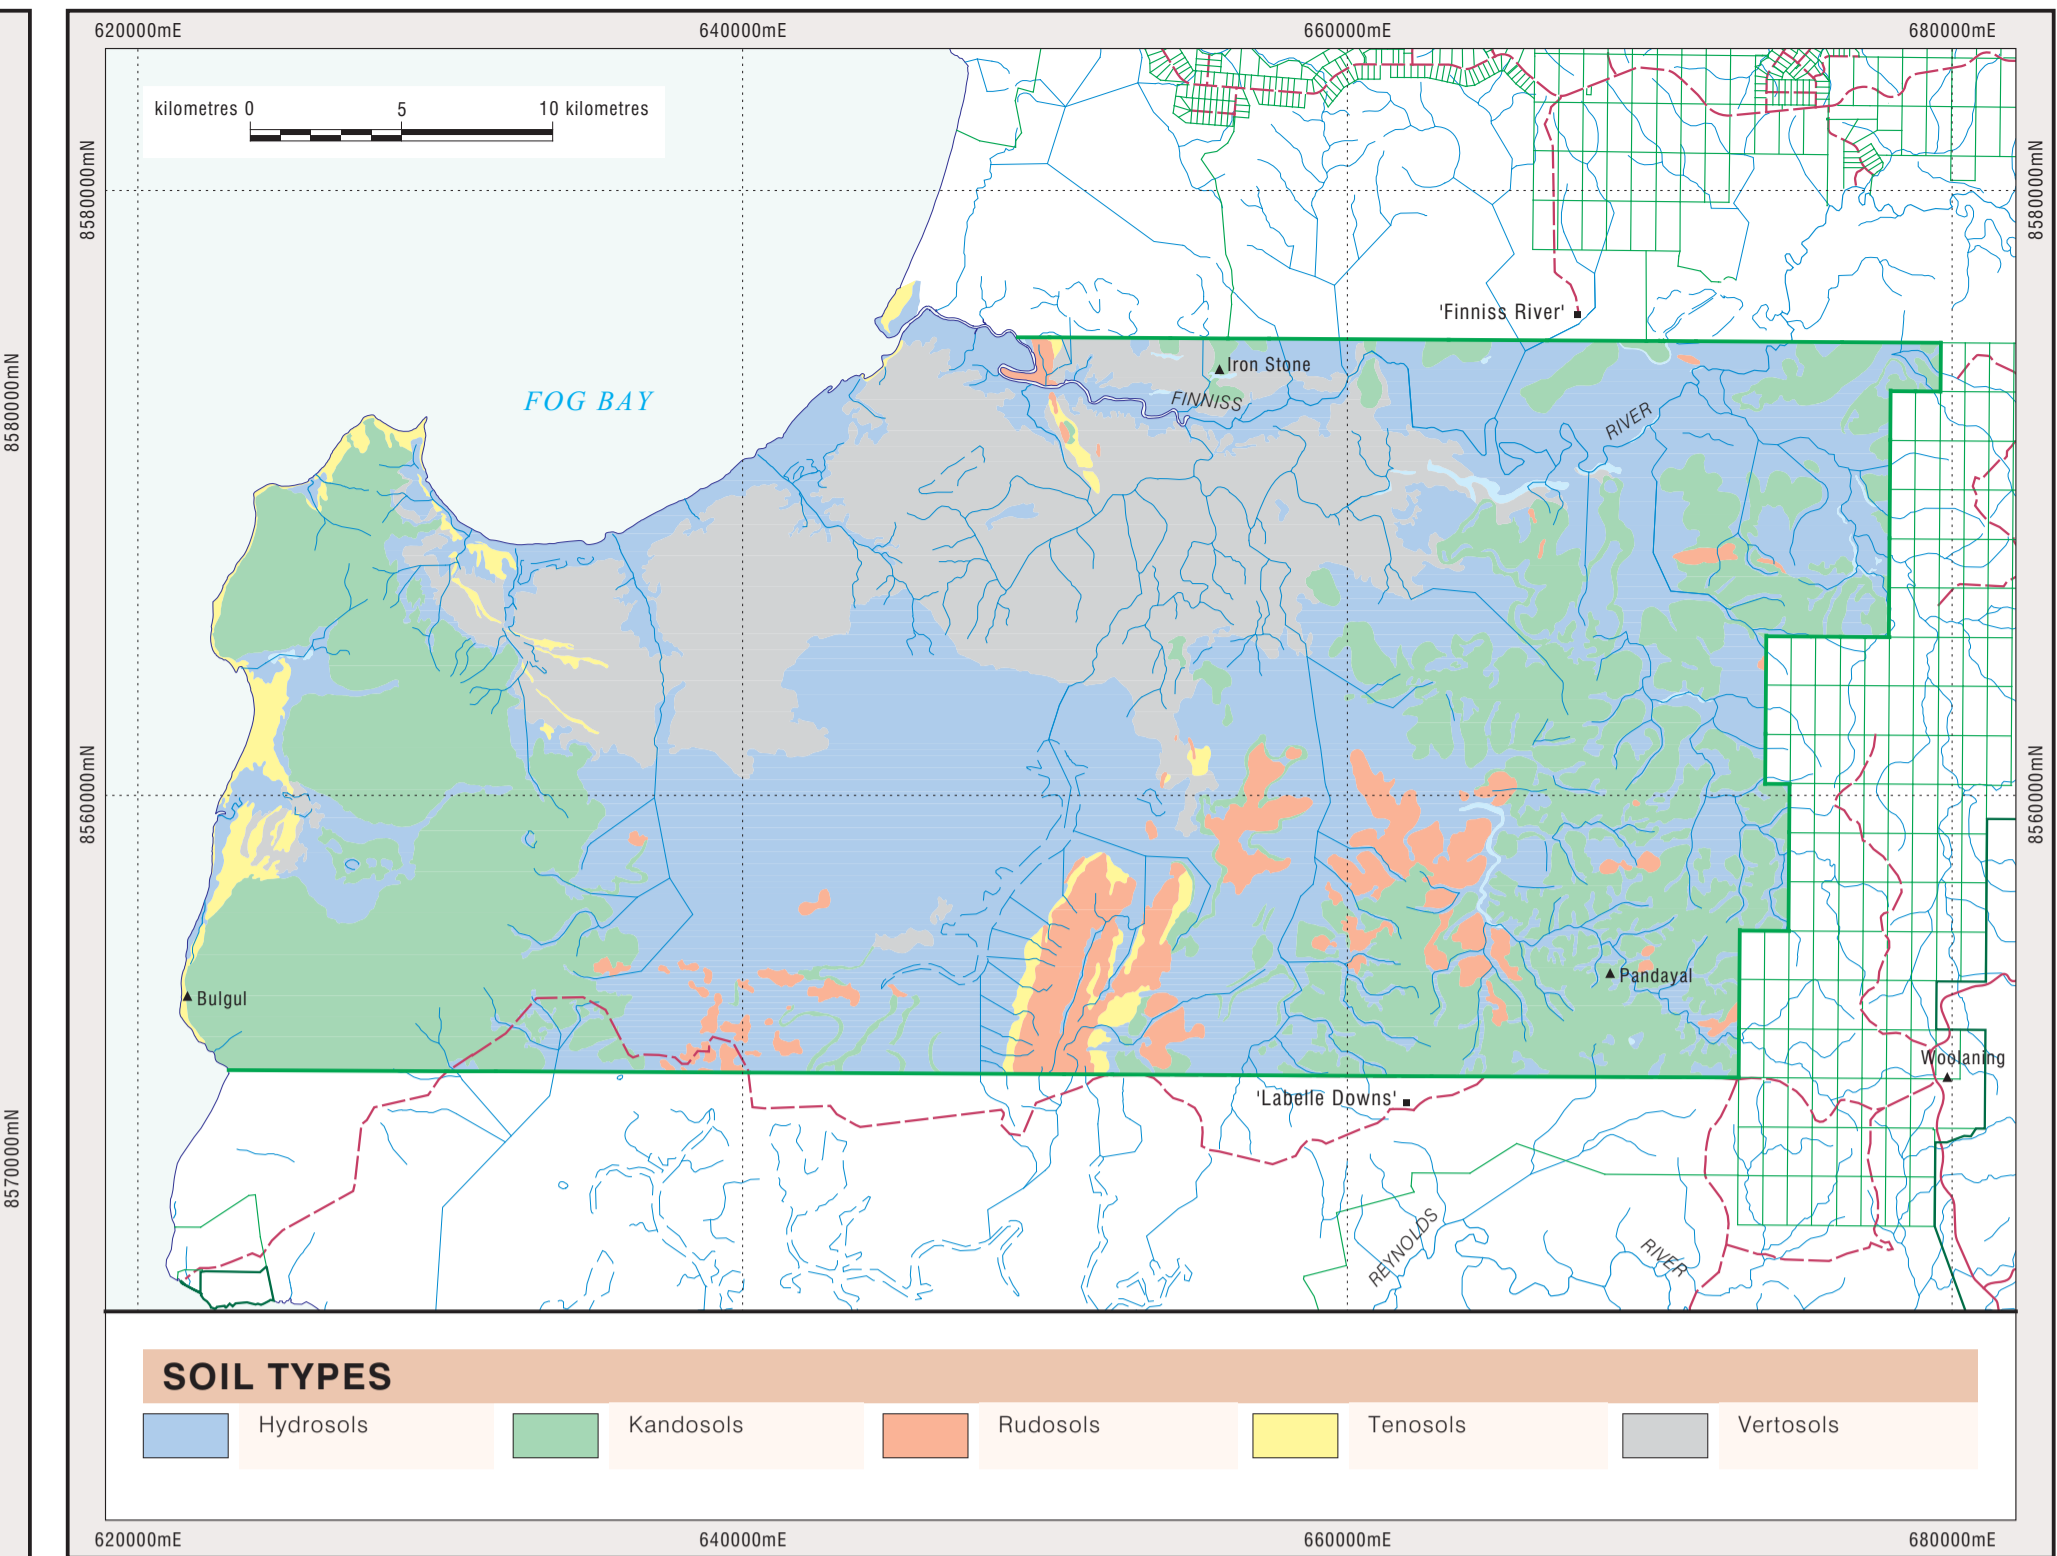 620000mE 640000mE 660000mE 680000mE
kilometres 0 5 10 kilometres
8580000mN
8580000mN
8580000mN
'Finniss River'
Iron Stone
FINNISS
RIVER
FOG BAY
8560000mN
8560000mN
Bulgul
Pandayal
Woolaning
'Labelle Downs'
8570000mN
REYNOLDS
RIVER
SOIL TYPES
Hydrosols Kandosols Rudosols Tenosols Vertosols
620000mE 640000mE 660000mE 680000mE